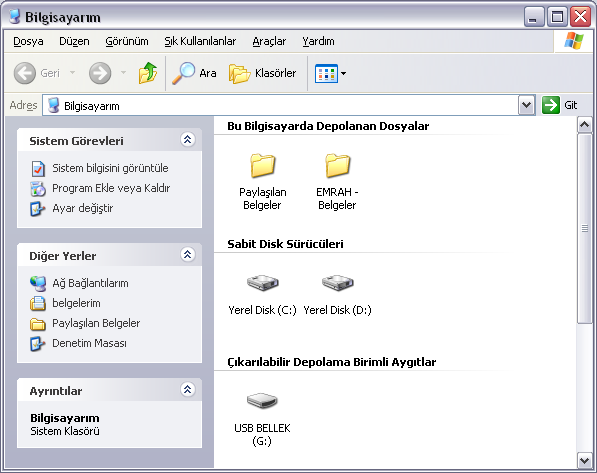 Bilgisayarım
Dosya Düzen Görünüm Sık Kullanılanlar Araçlar Yardım
Geri Ara Klasörler
Adres Bilgisayarım Git
Sistem Görevleri
Sistem bilgisini görüntüle
Program Ekle veya Kaldır
Ayar değiştir
Diğer Yerler
Ağ Bağlantılarım
belgelerim
Paylaşılan Belgeler
Denetim Masası
Ayrıntılar
Bilgisayarım
Sistem Klasörü
Bu Bilgisayarda Depolanan Dosyalar
Paylaşılan
Belgeler
EMRAH -
Belgeler
Sabit Disk Sürücüleri
Yerel Disk (C:) Yerel Disk (D:)
Çıkarılabilir Depolama Birimli Aygıtlar
USB BELLEK
(G:)